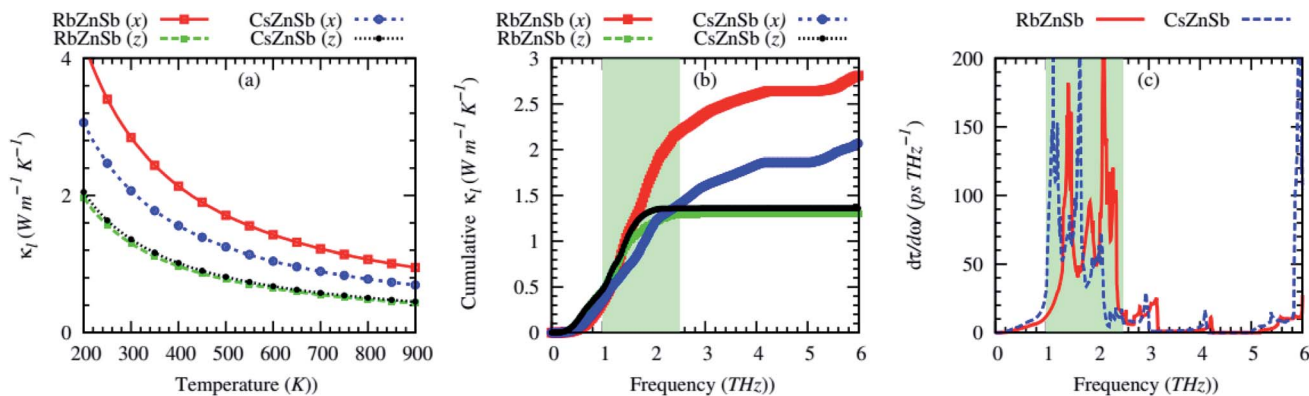 RbZnSb (x) CsZnSb (x)
RbZnSb (z) CsZnSb (z)
(a)
κl (W m⁻¹ K⁻¹)
4
2
0
200 300 400 500 600 700 800 900
Temperature (K))
RbZnSb (x) CsZnSb (x)
RbZnSb (z) CsZnSb (z)
(b)
Cumulative κl (W m⁻¹ K⁻¹)
3
2.5
2
1.5
1
0.5
0
0 1 2 3 4 5 6
Frequency (THz))
RbZnSb CsZnSb
(c)
dτ/dω/ (ps THz⁻¹)
200
150
100
50
0
0 1 2 3 4 5 6
Frequency (THz))